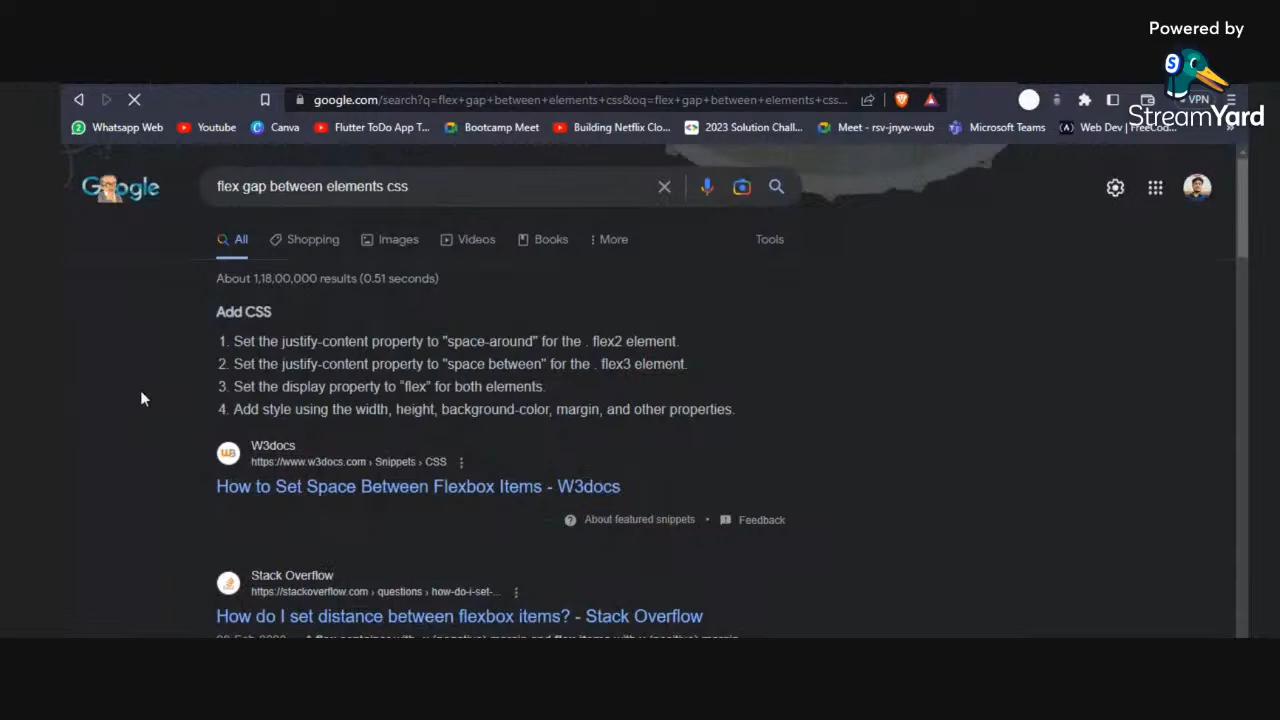 Powered by
StreamYard
google.com/search?q=flex+gap+between+elements+css&oq=flex+gap+between+elements+css...
VPN
Whatsapp Web
Youtube
Canva
Flutter ToDo App T...
Bootcamp Meet
Building Netflix Clo...
2023 Solution Chall...
Meet - rsv-jnyw-wub
Microsoft Teams
Web Dev | FreeCod...
Google
flex gap between elements css
All
Shopping
Images
Videos
Books
More
Tools
About 1,18,00,000 results (0.51 seconds)
Add CSS
1. Set the justify-content property to "space-around" for the . flex2 element.
2. Set the justify-content property to "space between" for the . flex3 element.
3. Set the display property to “flex” for both elements.
4. Add style using the width, height, background-color, margin, and other properties.
W3docs
https://www.w3docs.com › Snippets › CSS
How to Set Space Between Flexbox Items - W3docs
About featured snippets
Feedback
Stack Overflow
https://stackoverflow.com › questions › how-do-i-set-...
How do I set distance between flexbox items? - Stack Overflow